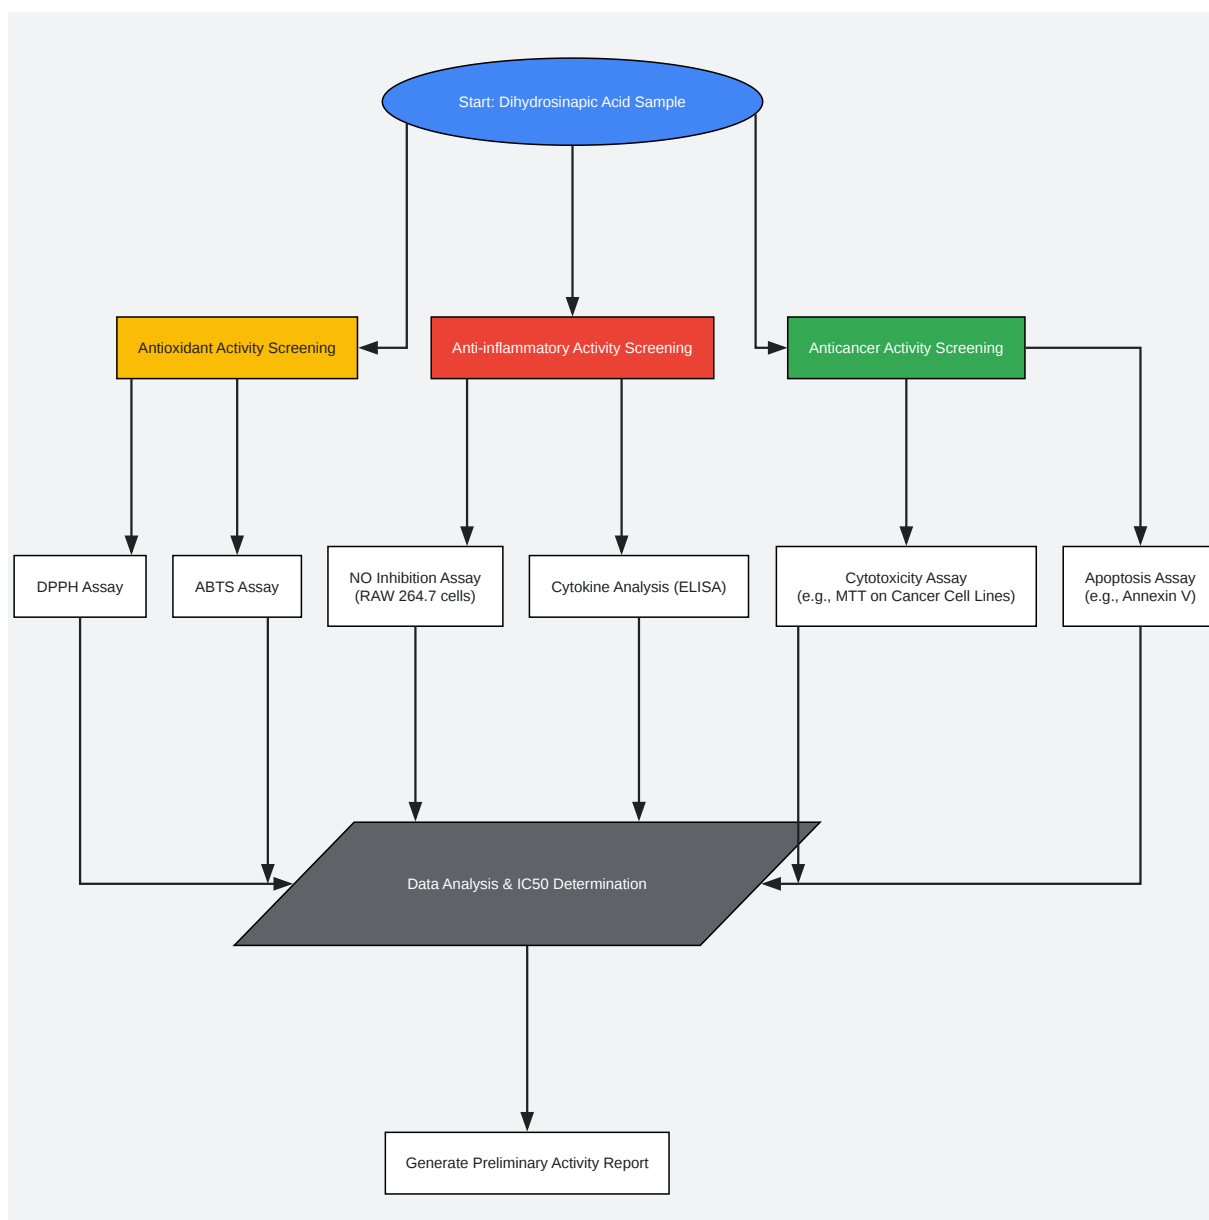 Start: Dihydrosinapic Acid Sample
Antioxidant Activity Screening
Anti-inflammatory Activity Screening
Anticancer Activity Screening
DPPH Assay
ABTS Assay
NO Inhibition Assay
(RAW 264.7 cells)
Cytokine Analysis (ELISA)
Cytotoxicity Assay
(e.g., MTT on Cancer Cell Lines)
Apoptosis Assay
(e.g., Annexin V)
Data Analysis & IC50 Determination
Generate Preliminary Activity Report